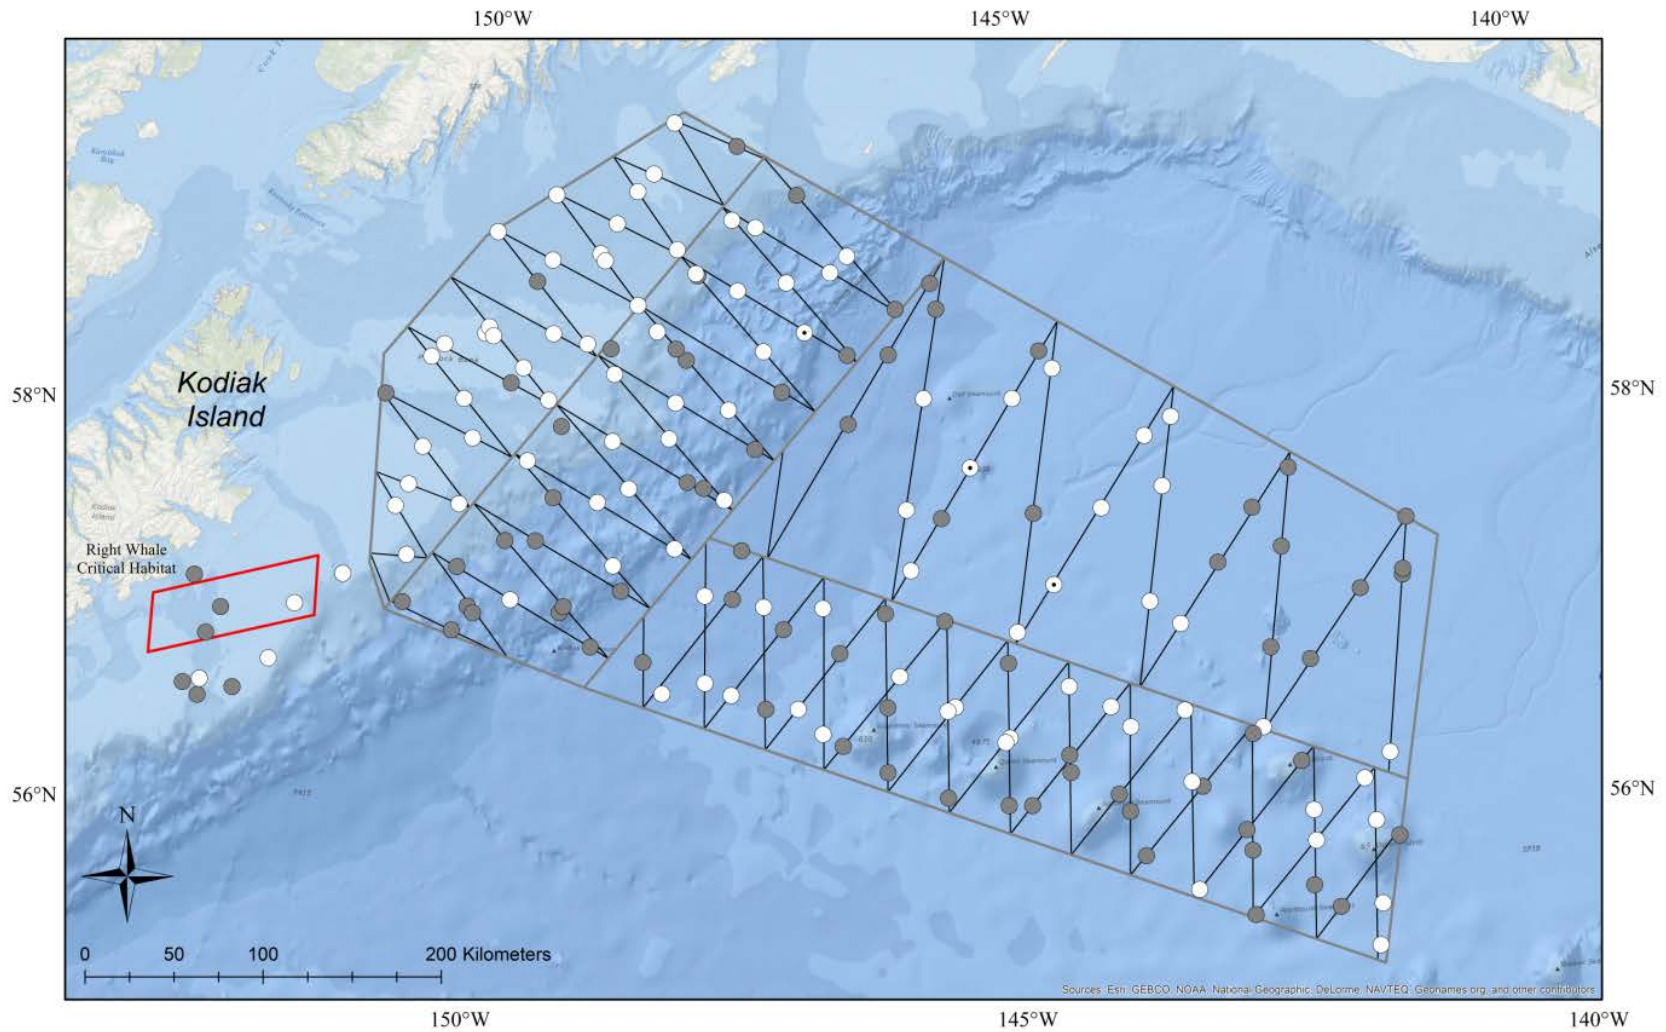 150°W 145°W 140°W
58°N 58°N
Kodiak
Island
Right Whale
Critical Habitat
56°N 56°N
N
0 50 100 200 Kilometers
Sources: Esri, GEBCO, NOAA, National Geographic, DeLorme, NAVTEQ, Geonames.org, and other contributors
150°W 145°W 140°W